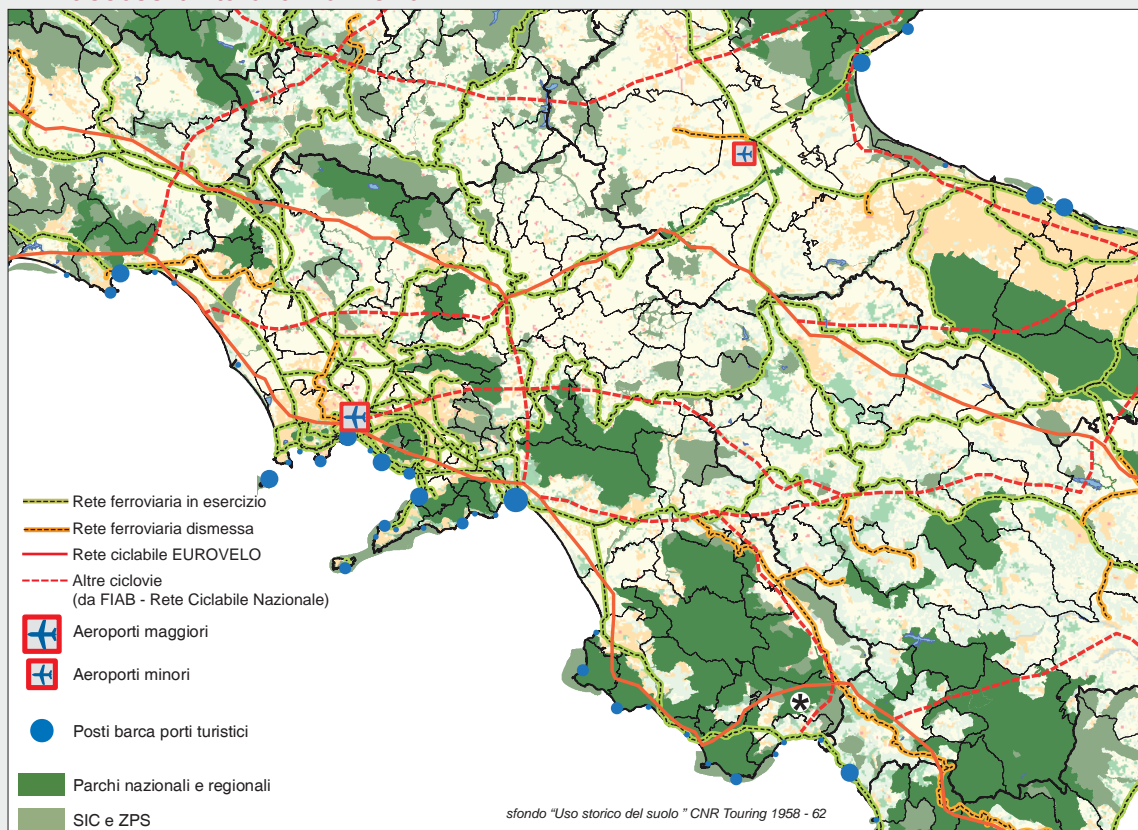 Rete ferroviaria in esercizio
Rete ferroviaria dismessa
Rete ciclabile EUROVELO
Altre ciclovie
(da FIAB - Rete Ciclabile Nazionale)
Aeroporti maggiori
Aeroporti minori
Posti barca porti turistici
Parchi nazionali e regionali
SIC e ZPS
sfondo "Uso storico del suolo " CNR Touring 1958 - 62